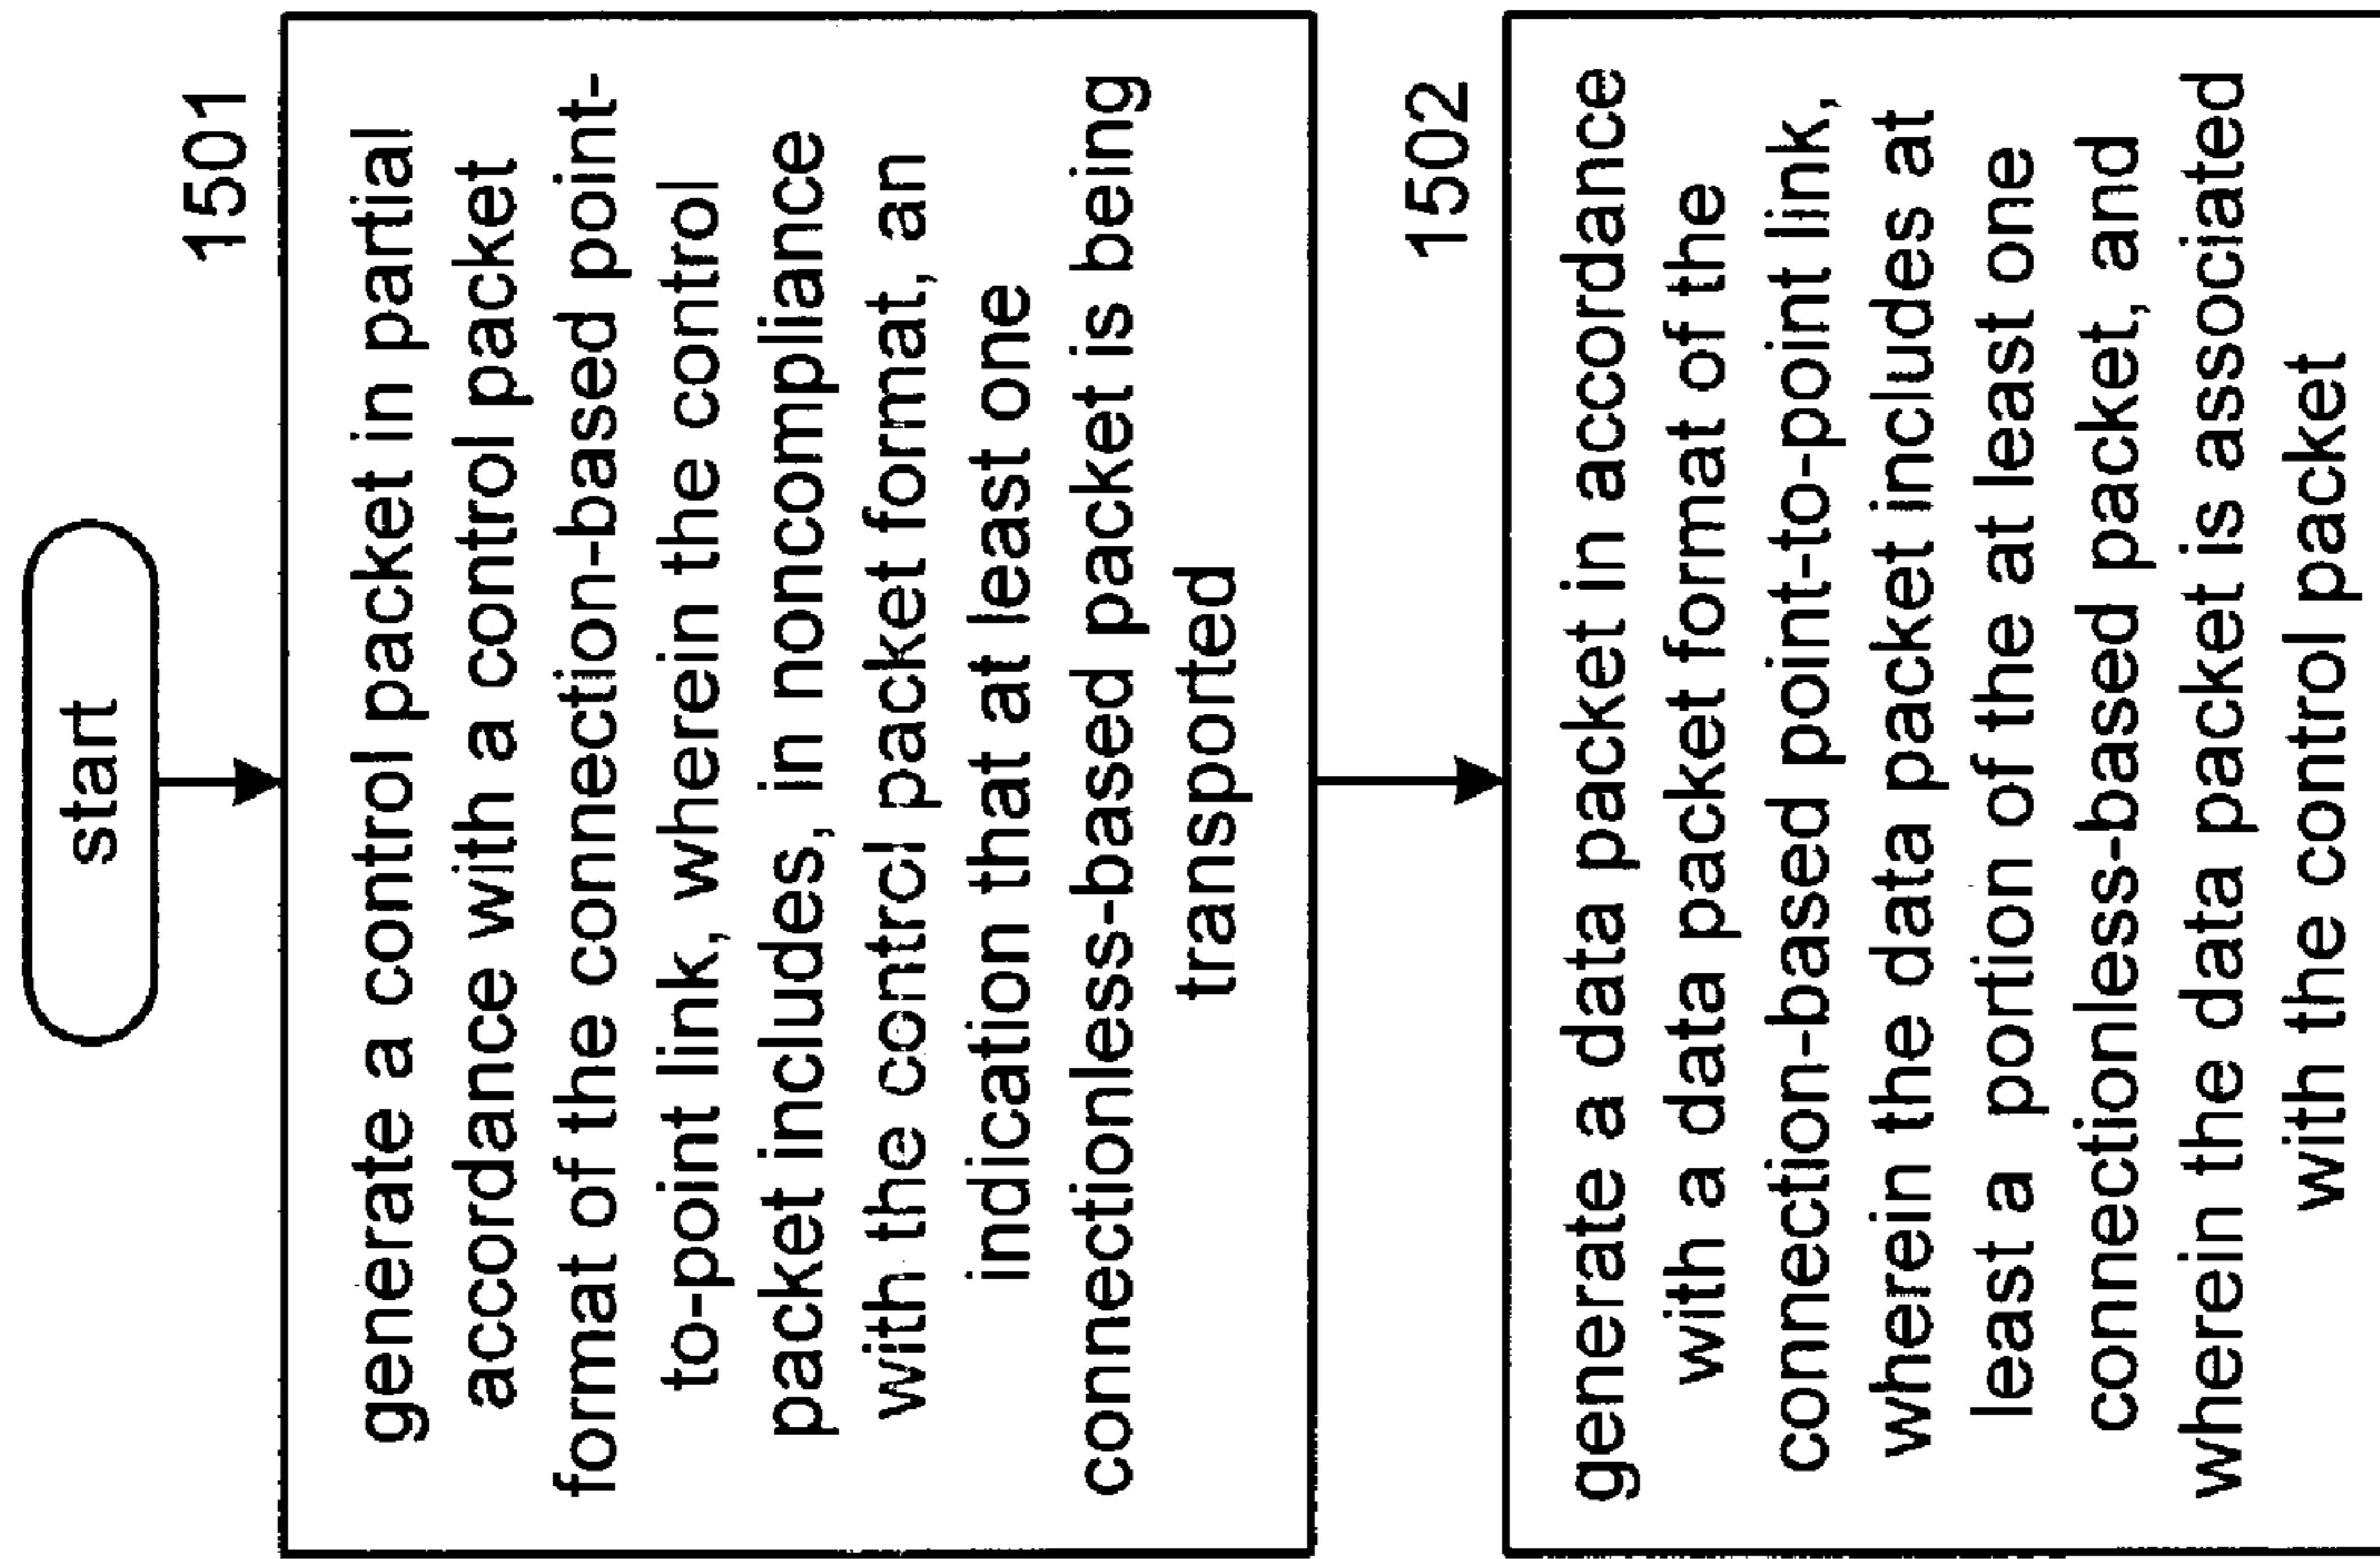 start
1501
generate a control packet in partial
accordance with a control packet
format of the connection-based point-
to-point link, wherein the control
packet includes, in noncompliance
with the control packet format, an
indication that at least one
connectionless-based packet is being
transported
1502
generate a data packet in accordance
with a data packet format of the
connection-based point-to-point link,
wherein the data packet includes at
least a portion of the at least one
connectionless-based packet, and
wherein the data packet is associated
with the control packet